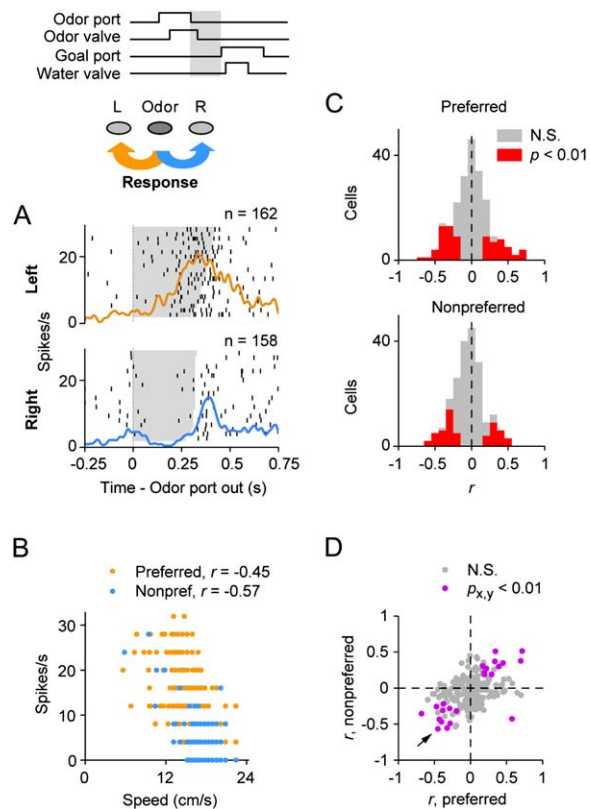 Odor port
Odor valve
Goal port
Water valve
L Odor R
Response
A
n = 162
Left
20
0
Spikes/s
n = 158
Right
20
0
-0.25 0 0.25 0.5 0.75
Time - Odor port out (s)
B
Preferred, r = -0.45
Nonpref, r = -0.57
Spikes/s
30
20
10
0
0 12 24
Speed (cm/s)
C
Preferred
N.S.
p < 0.01
Cells
40
0
-1 -0.5 0 0.5 1
Nonpreferred
Cells
40
0
-1 -0.5 0 0.5 1
r
D
N.S.
px,y < 0.01
r, nonpreferred
1
0.5
0
-0.5
-1
-1 -0.5 0 0.5 1
r, preferred